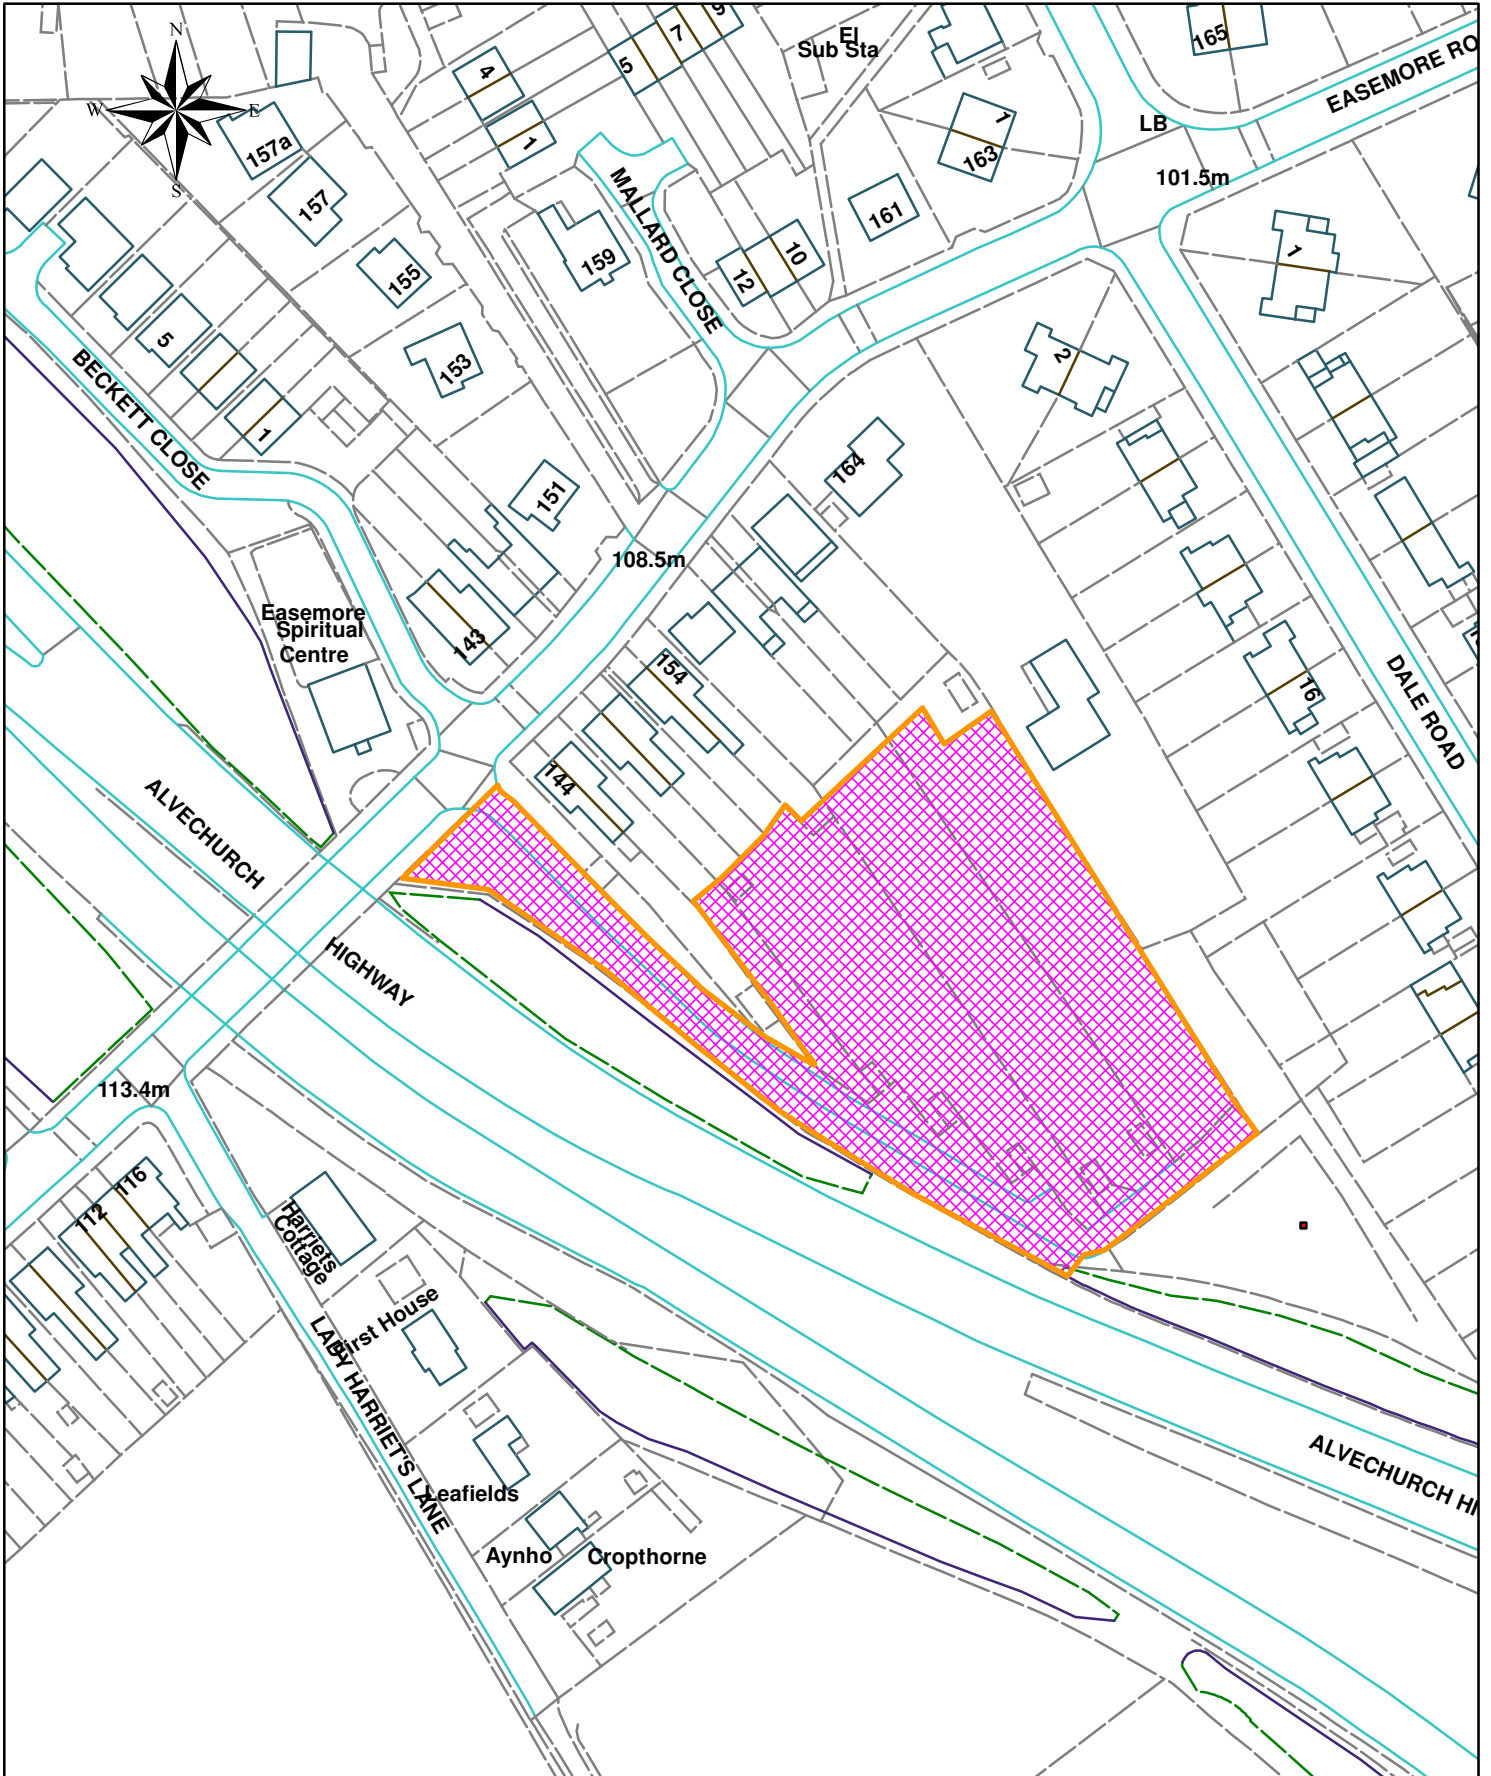 N
W
E
S
4
1
5
7
El
Sub Sta
165
EASEMORE RO
LB
101.5m
1
163
161
157a
157
155
153
159
MALLARD CLOSE
12
10
1
2
5
1
BECKETT CLOSE
151
164
108.5m
143
Easemore
Spiritual
Centre
154
144
16
DALE ROAD
ALVECHURCH
HIGHWAY
113.4m
116
112
Harriets
Cottage
First House
LADY HARRIET'S LANE
Leafields
Aynho
Cropthorne
ALVECHURCH HI